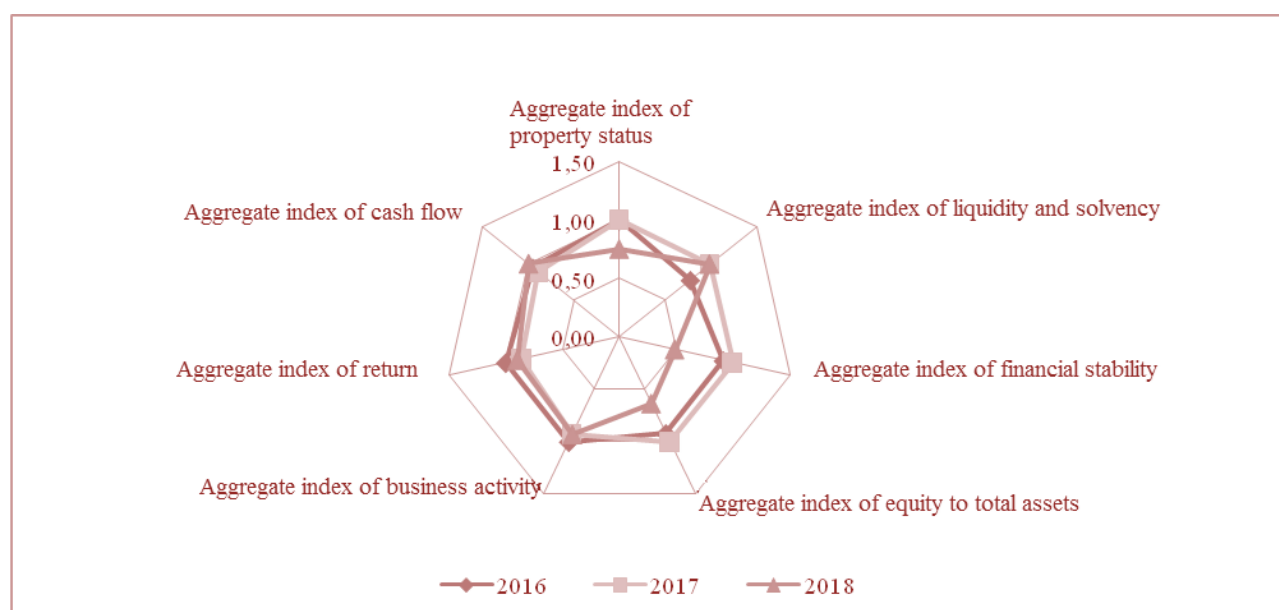 Aggregate index of
property status
1,50
Aggregate index of cash flow
Aggregate index of liquidity and solvency
1,00
0,50
0,00
Aggregate index of return
Aggregate index of financial stability
Aggregate index of business activity
Aggregate index of equity to total assets
2016
2017
2018